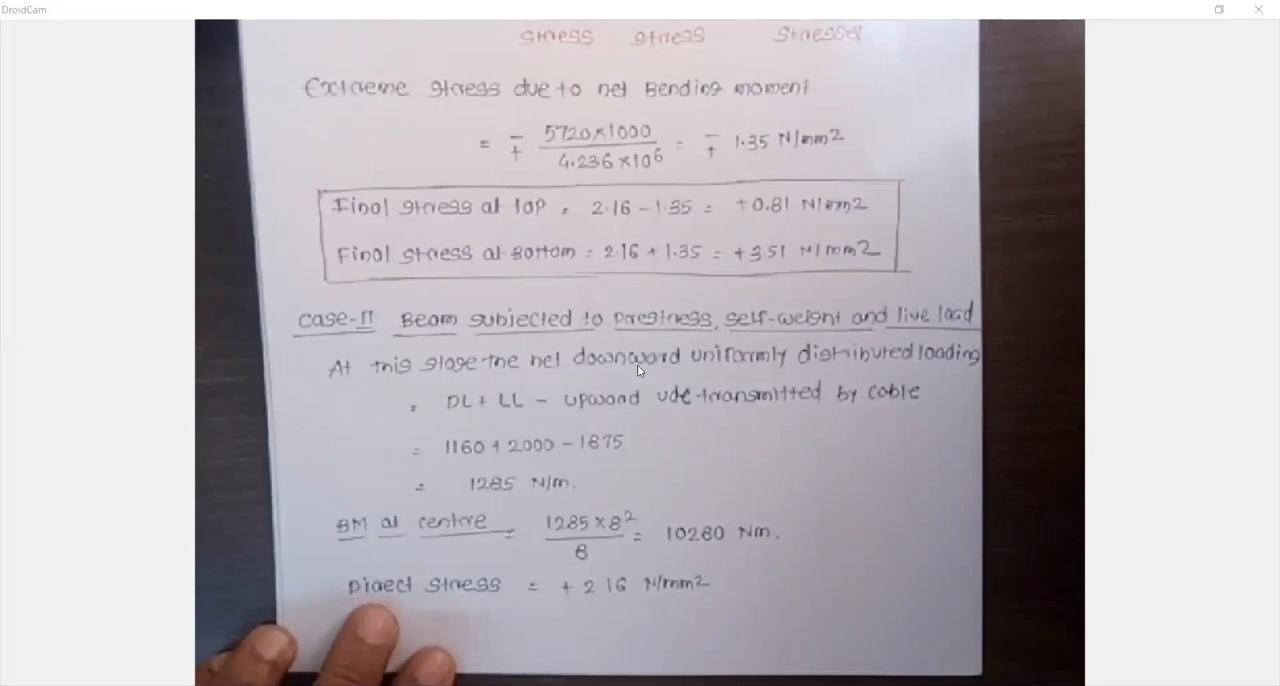 DroidCam
stress stress stresses
Extreme stress due to net Bending moment
= ∓ 5720×1000 / 4.236×10⁶ = ∓ 1.35 N/mm2
Final stress at top = 2.16 - 1.35 = +0.81 N/mm2
Final stress at Bottom = 2.16 + 1.35 = +3.51 N/mm2
Case-II Beam subjected to prestress, self-weight and live load
At this stage the net downward uniformly distributed loading
= DL + LL - upward udl transmitted by cable
= 1160 + 2000 - 1875
= 1285 N/m.
BM at centre = 1285 × 8² / 8 = 10280 Nm.
Direct stress = + 2.16 N/mm2